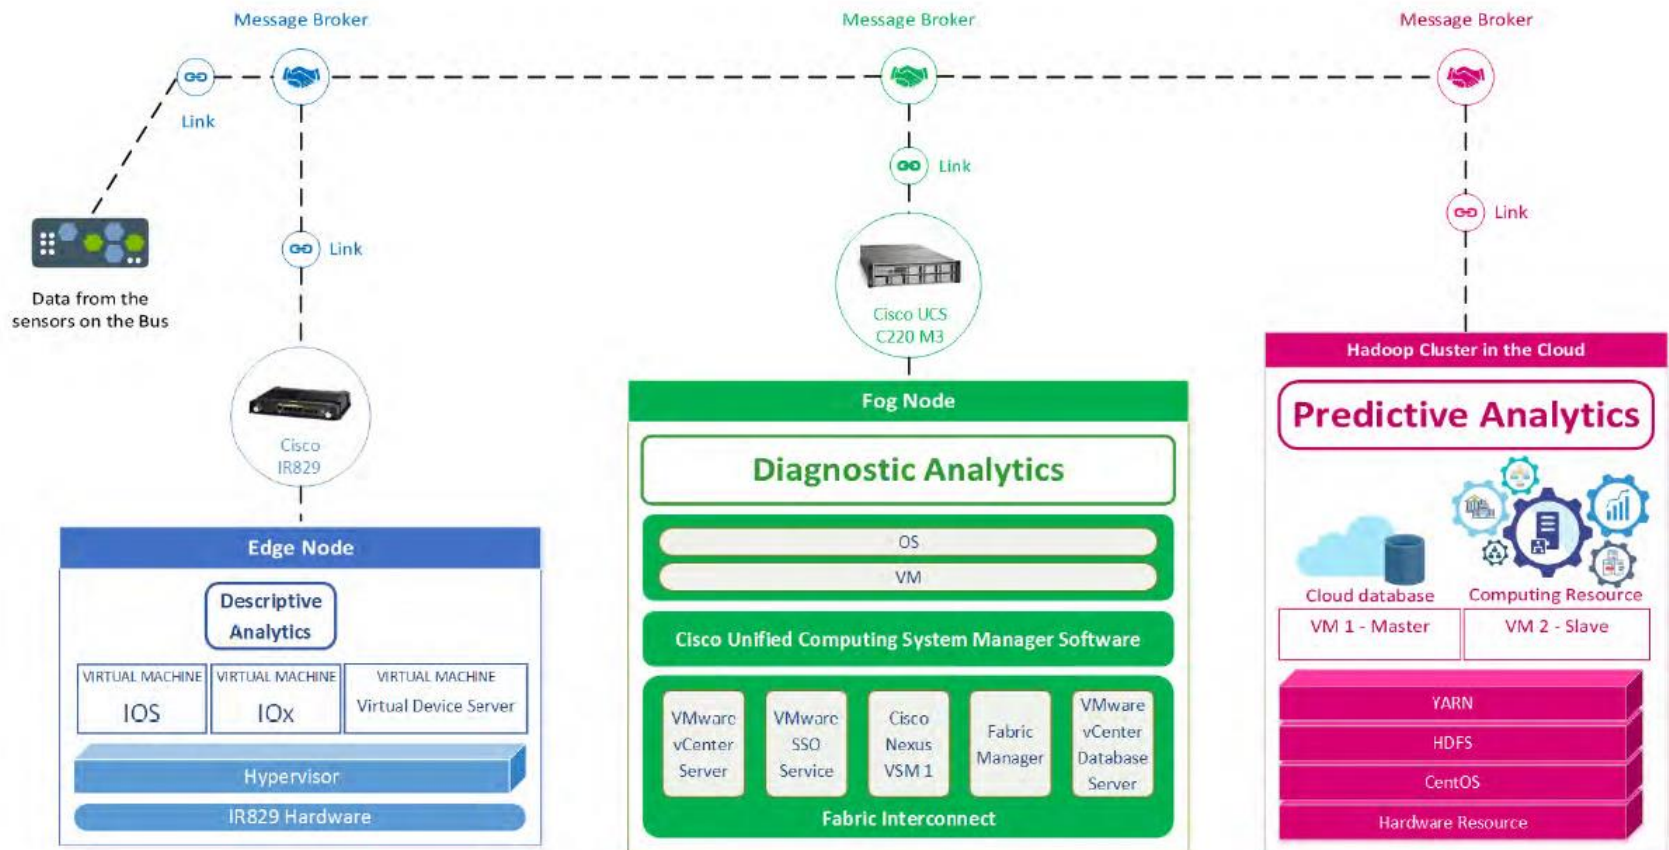 Message Broker
Message Broker
Message Broker
Link
Link
Link
Link
Data from the
sensors on the Bus
Cisco
IR829
Cisco UCS
C220 M3
Edge Node
Descriptive
Analytics
VIRTUAL MACHINE
IOS
VIRTUAL MACHINE
IOx
VIRTUAL MACHINE
Virtual Device Server
Hypervisor
IR829 Hardware
Fog Node
Diagnostic Analytics
OS
VM
Cisco Unified Computing System Manager Software
VMware
vCenter
Server
VMware
SSO
Service
Cisco
Nexus
VSM 1
Fabric
Manager
VMware
vCenter
Database
Server
Fabric Interconnect
Hadoop Cluster in the Cloud
Predictive Analytics
Cloud database
Computing Resource
VM 1 - Master
VM 2 - Slave
YARN
HDFS
CentOS
Hardware Resource